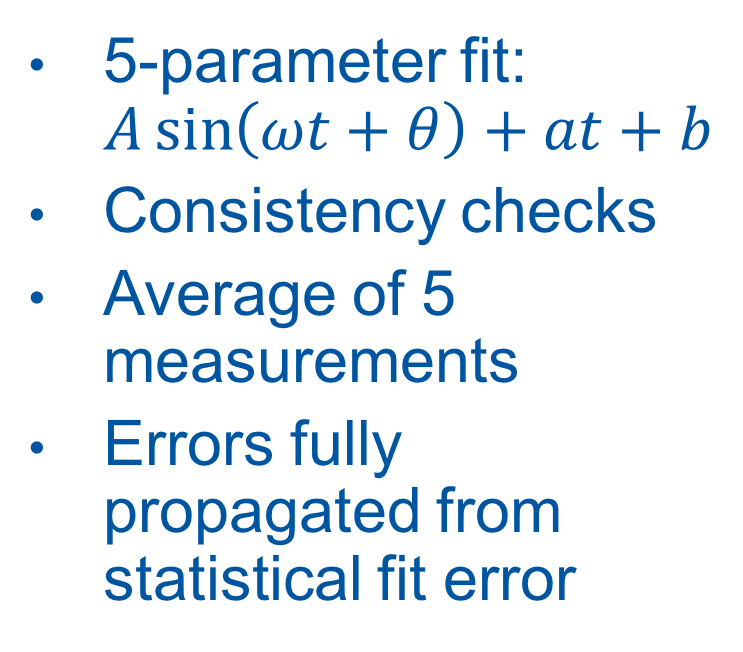 • 5-parameter fit:
A sin(ωt + θ) + at + b
• Consistency checks
• Average of 5
measurements
• Errors fully
propagated from
statistical fit error